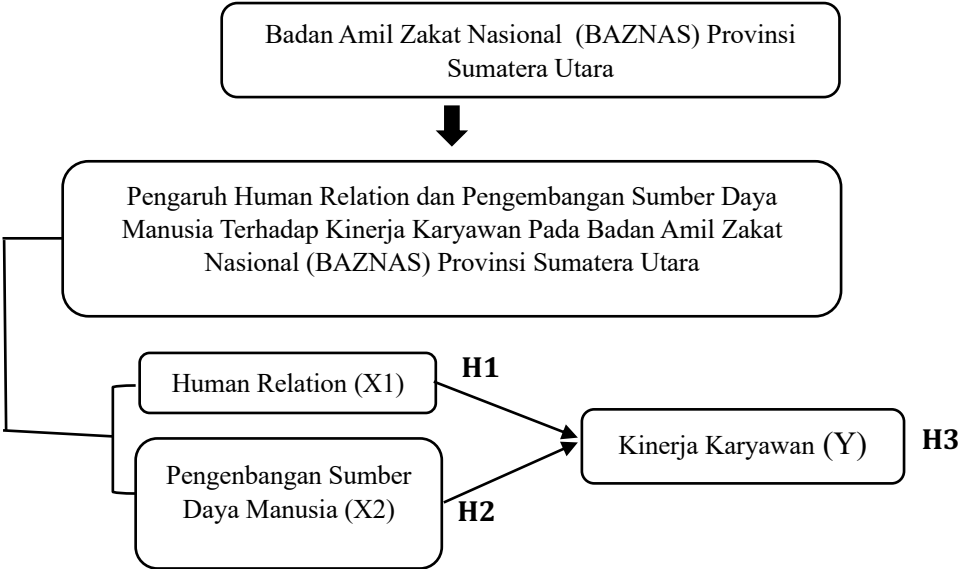 Badan Amil Zakat Nasional (BAZNAS) Provinsi
Sumatera Utara
Pengaruh Human Relation dan Pengembangan Sumber Daya
Manusia Terhadap Kinerja Karyawan Pada Badan Amil Zakat
Nasional (BAZNAS) Provinsi Sumatera Utara
Human Relation (X1)
H1
Pengenbangan Sumber
Daya Manusia (X2)
H2
Kinerja Karyawan (Y)
H3